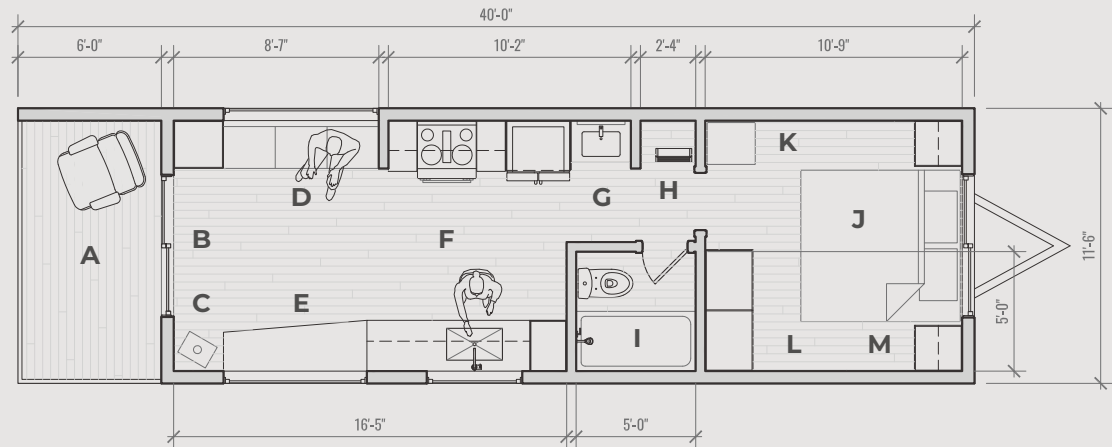 40'-0"
6'-0" 8'-7" 10'-2" 2'-4" 10'-9"
K
D G H
A B F J
C E
I L M
11'-6"
5'-0"
16'-5" 5'-0"